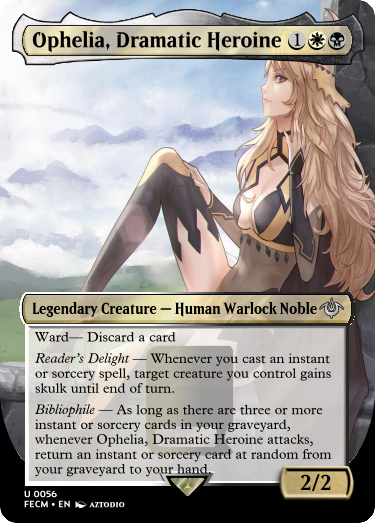 Ophelia, Dramatic Heroine 1
Legendary Creature — Human Warlock Noble
Ward— Discard a card
Reader's Delight — Whenever you cast an instant
or sorcery spell, target creature you control gains
skulk until end of turn.
Bibliophile — As long as there are three or more
instant or sorcery cards in your graveyard,
whenever Ophelia, Dramatic Heroine attacks,
return an instant or sorcery card at random from
your graveyard to your hand.
2/2
U 0056
FECM • EN AZTODIO